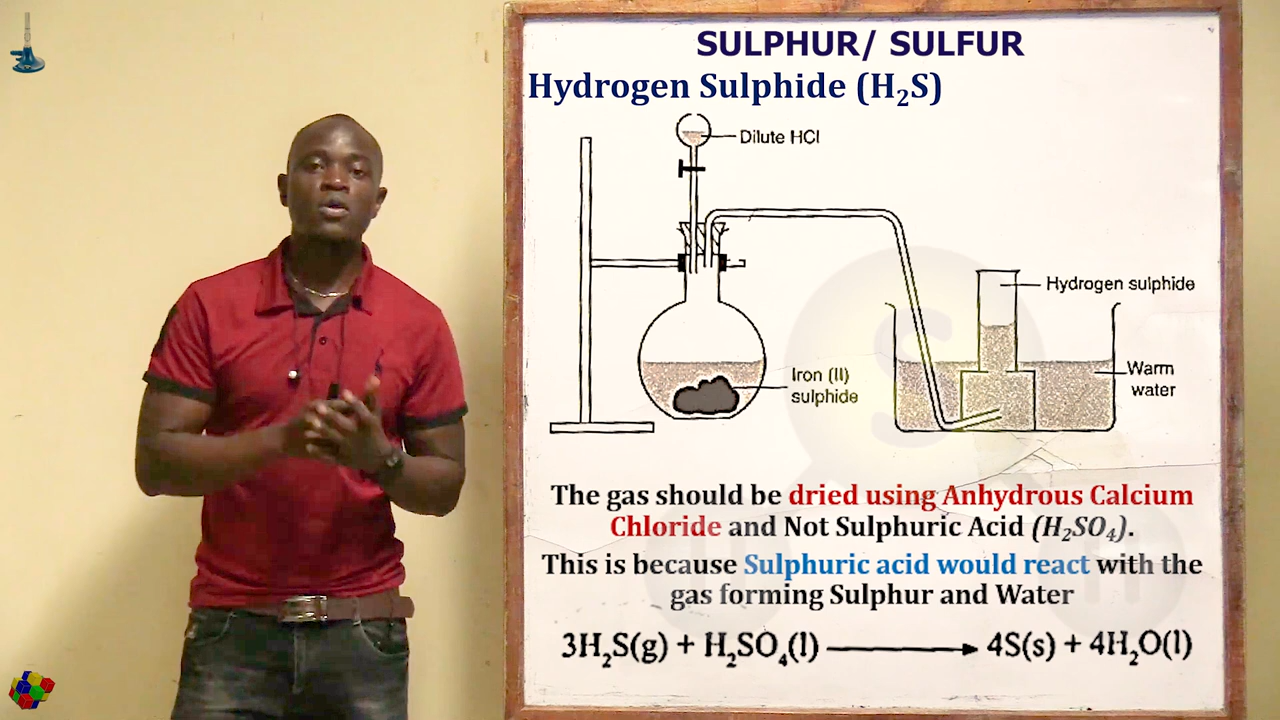 SULPHUR/ SULFUR
Hydrogen Sulphide (H₂S)
Dilute HCl
Hydrogen sulphide
Iron (II)
sulphide
Warm
water
The gas should be dried using Anhydrous Calcium
Chloride and Not Sulphuric Acid (H₂SO₄).
This is because Sulphuric acid would react with the
gas forming Sulphur and Water
3H₂S(g) + H₂SO₄(l) ⟶ 4S(s) + 4H₂O(l)